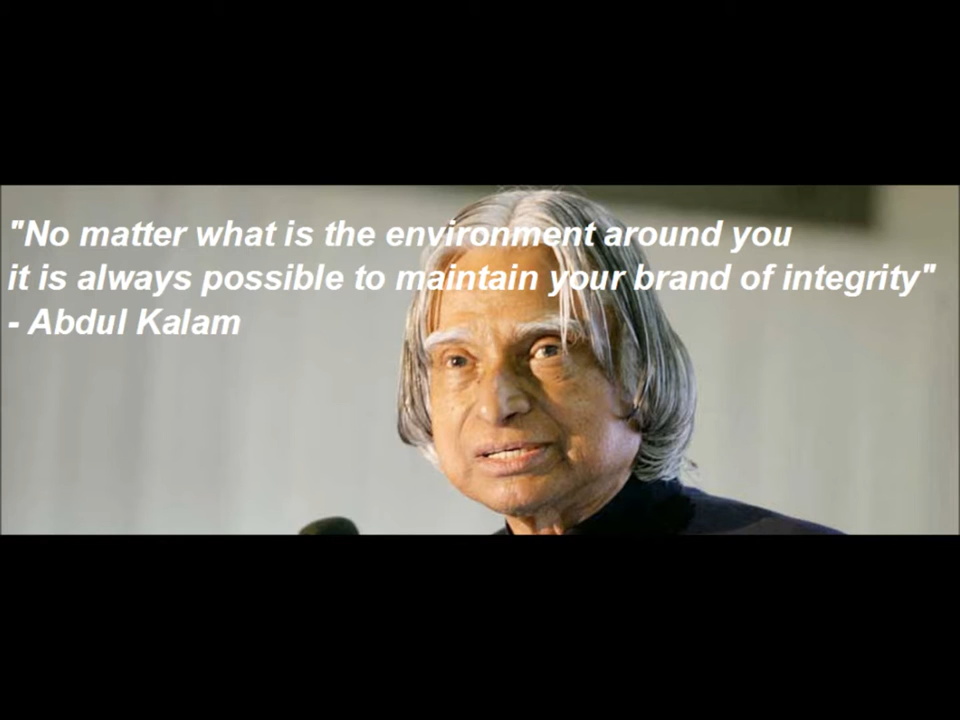 "No matter what is the environment around you
it is always possible to maintain your brand of integrity"
- Abdul Kalam